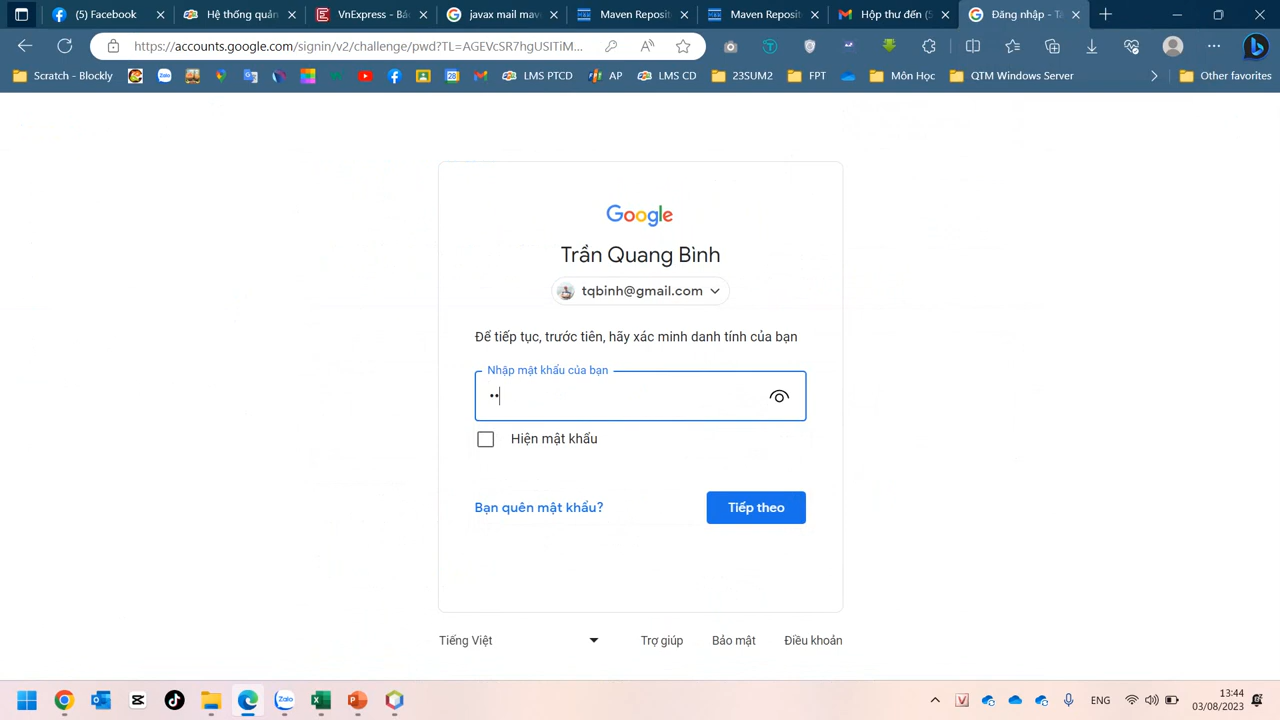 (5) Facebook
Hệ thống quản
VnExpress - Bá
javax mail mav
Maven Reposit
Maven Reposit
Hộp thư đến (5
Đăng nhập - Tà
https://accounts.google.com/signin/v2/challenge/pwd?TL=AGEVcSR7hgUSITiM...
Scratch - Blockly
LMS PTCD
AP
LMS CD
23SUM2
FPT
Môn Học
QTM Windows Server
Other favorites
Google
Trần Quang Bình
tqbinh@gmail.com
Để tiếp tục, trước tiên, hãy xác minh danh tính của bạn
Nhập mật khẩu của bạn
••
Hiện mật khẩu
Bạn quên mật khẩu?
Tiếp theo
Tiếng Việt
Trợ giúp
Bảo mật
Điều khoản
ENG
13:44
03/08/2023